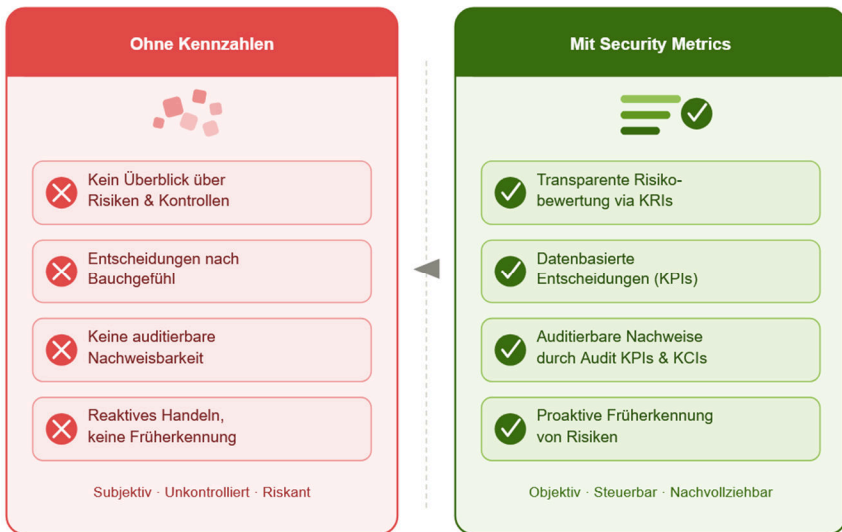 Ohne Kennzahlen
Kein Überblick über
Risiken & Kontrollen
Entscheidungen nach
Bauchgefühl
Keine auditierbare
Nachweisbarkeit
Reaktives Handeln,
keine Früherkennung
Subjektiv · Unkontrolliert · Riskant
Mit Security Metrics
Transparente Risiko-
bewertung via KRIs
Datenbasierte
Entscheidungen (KPIs)
Auditierbare Nachweise
durch Audit KPIs & KCIs
Proaktive Früherkennung
von Risiken
Objektiv · Steuerbar · Nachvollziehbar